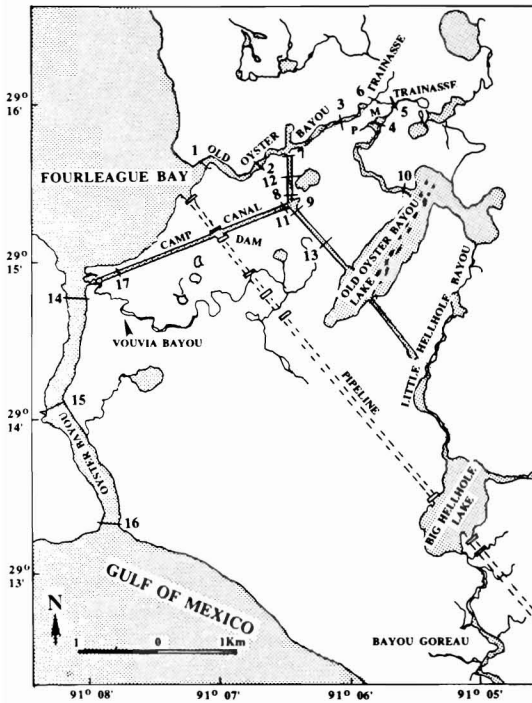 29°
16'
29°
15'
29°
14'
29°
13'
FOURLEAGUE BAY
1
OLD
OYSTER
BAYOU
2
3
6
TRAINASSE
TRAINASSE
M
P
4
5
7
12
8
9
11
10
13
CAMP
CANAL
DAM
17
14
VOUVIA BAYOU
OLD OYSTER BAYOU
LAKE
LITTLE HELLHOLE BAYOU
PIPELINE
15
OYSTER BAYOU
16
BIG HELLHOLE
LAKE
GULF OF MEXICO
N
1 0 1Km
BAYOU GOREAU
91° 08' 91° 07' 91° 06' 91° 05'